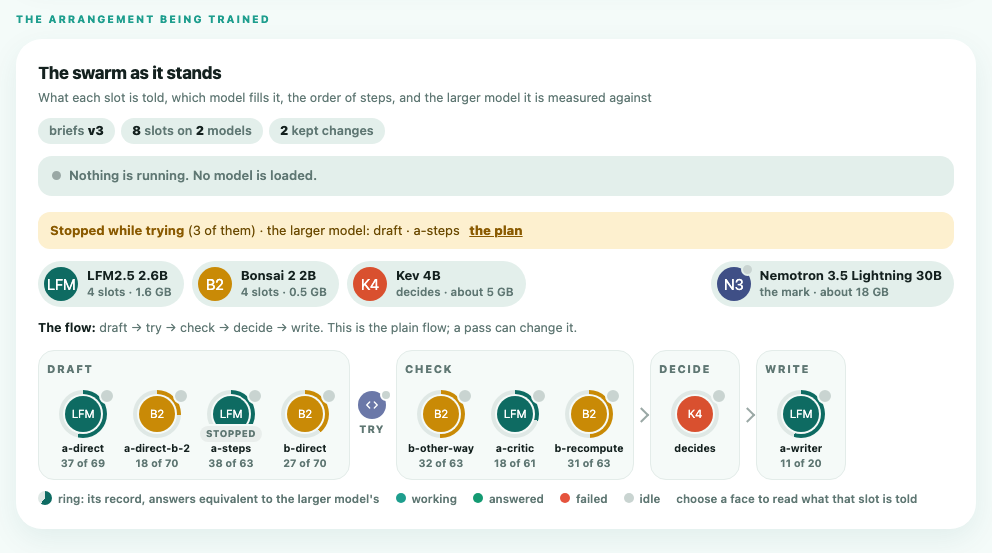 THE ARRANGEMENT BEING TRAINED
The swarm as it stands
What each slot is told, which model fills it, the order of steps, and the larger model it is measured against
briefs v3
8 slots on 2 models
2 kept changes
Nothing is running. No model is loaded.
Stopped while trying (3 of them) · the larger model: draft · a-steps the plan
LFM
LFM2.5 2.6B
4 slots · 1.6 GB
B2
Bonsai 2 2B
4 slots · 0.5 GB
K4
Kev 4B
decides · about 5 GB
N3
Nemotron 3.5 Lightning 30B
the mark · about 18 GB
The flow: draft → try → check → decide → write. This is the plain flow; a pass can change it.
DRAFT
LFM
a-direct
37 of 69
B2
a-direct-b-2
18 of 70
LFM
STOPPED
a-steps
38 of 63
B2
b-direct
27 of 70
TRY
CHECK
B2
b-other-way
32 of 63
LFM
a-critic
18 of 61
B2
b-recompute
31 of 63
DECIDE
K4
decides
WRITE
LFM
a-writer
11 of 20
ring: its record, answers equivalent to the larger model's
working
answered
failed
idle
choose a face to read what that slot is told